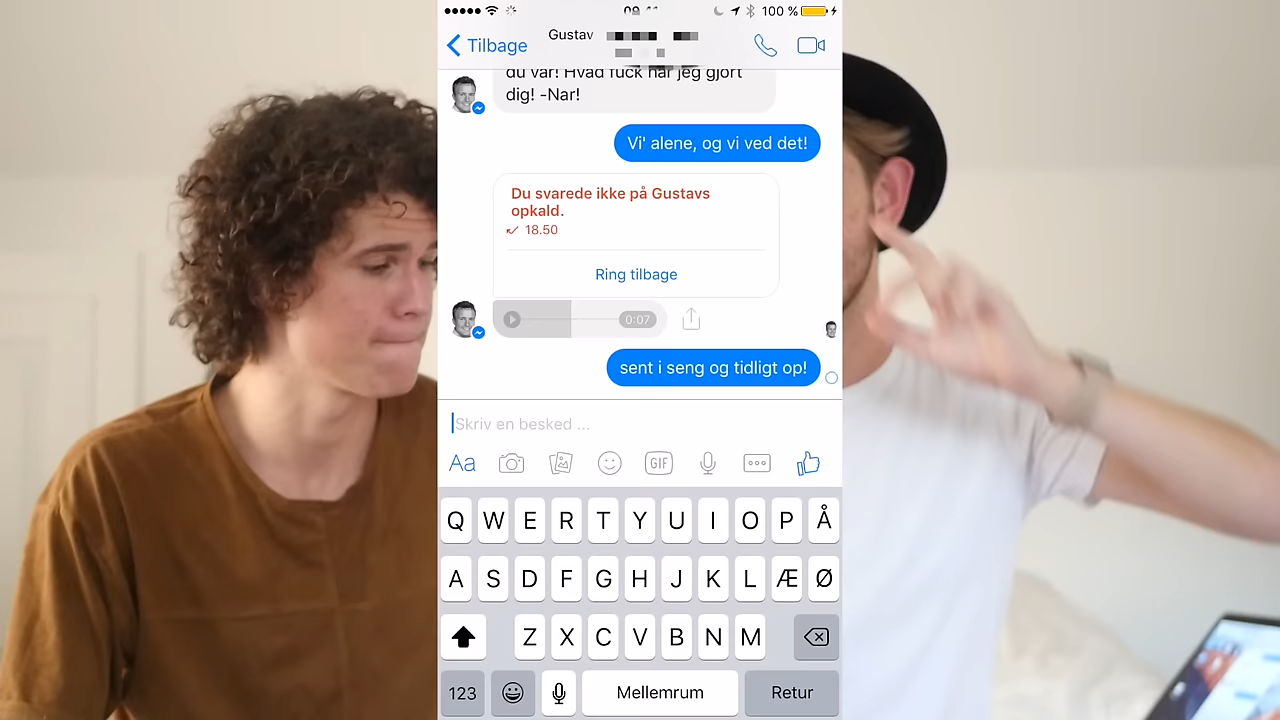 100 %
Tilbage
Gustav
du var! Hvad fuck har jeg gjort
dig! -Nar!
Vi' alene, og vi ved det!
Du svarede ikke på Gustavs
opkald.
18.50
Ring tilbage
0:07
sent i seng og tidligt op!
Skriv en besked ...
Aa
GIF
Q W E R T Y U I O P Å
A S D F G H J K L Æ Ø
Z X C V B N M
123
Mellemrum
Retur